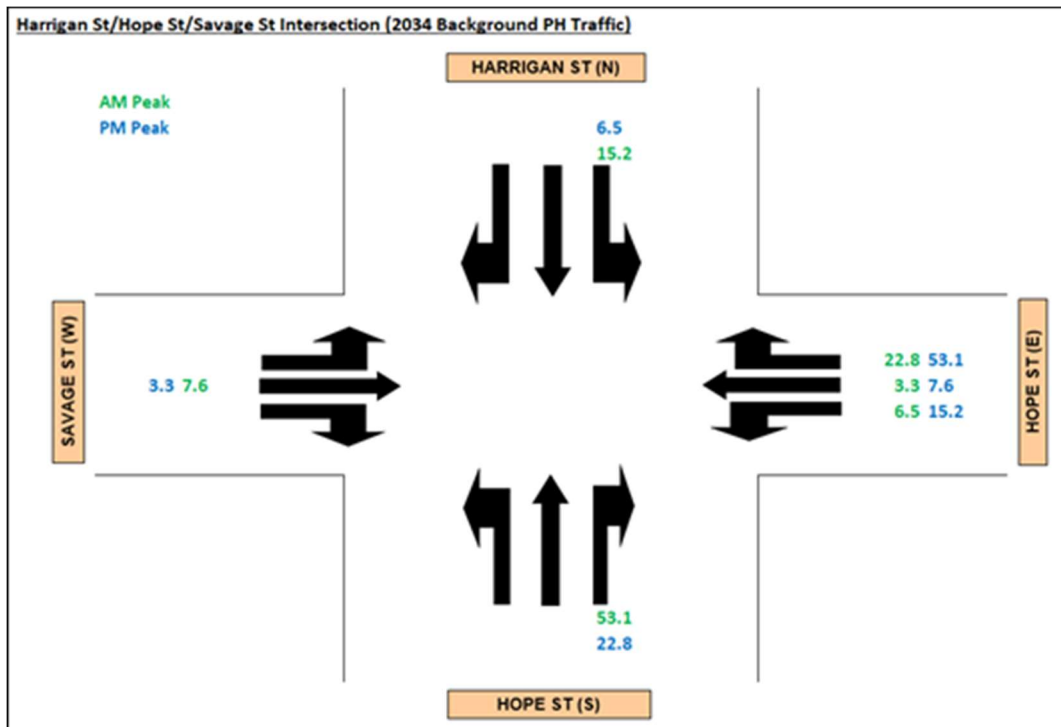 Harrigan St/Hope St/Savage St Intersection (2034 Background PH Traffic)
HARRIGAN ST (N)
AM Peak
PM Peak
6.5
15.2
SAVAGE ST (W)
3.3 7.6
22.8 53.1
3.3 7.6
6.5 15.2
HOPE ST (E)
53.1
22.8
HOPE ST (S)